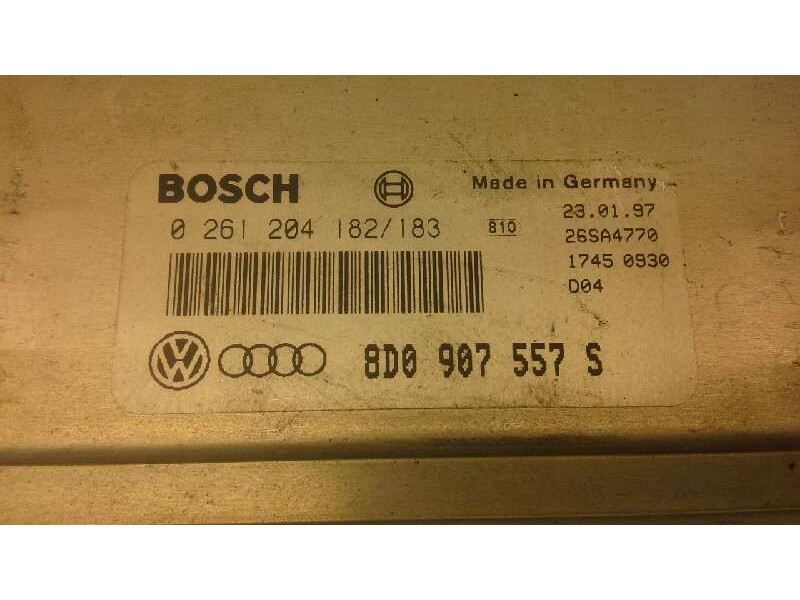 BOSCH
Made in Germany
0 261 204 182/183
810
23.01.97
26SA4770
1745 0930
D04
VW
8D0 907 557 S